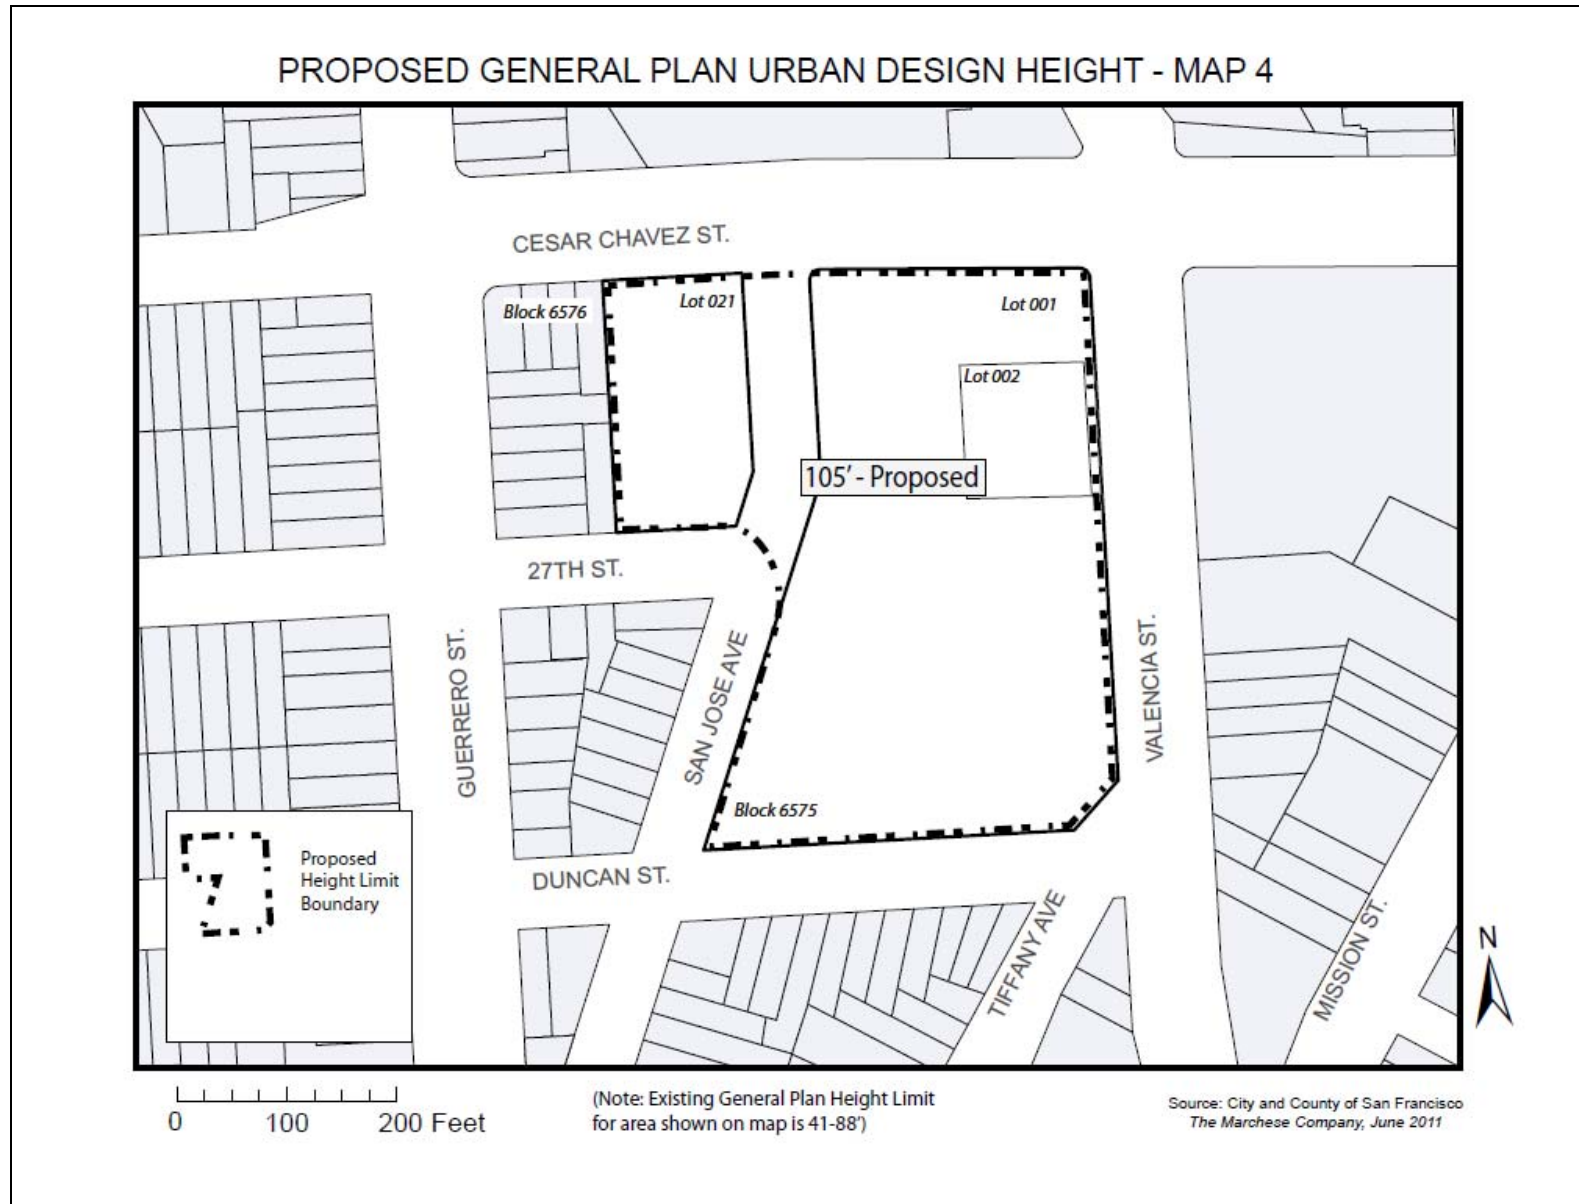 PROPOSED GENERAL PLAN URBAN DESIGN HEIGHT - MAP 4
CESAR CHAVEZ ST.
Block 6576
Lot 021
Lot 001
Lot 002
105' - Proposed
27TH ST.
GUERRERO ST.
SAN JOSE AVE
VALENCIA ST.
Block 6575
DUNCAN ST.
TIFFANY AVE
MISSION ST.
Proposed
Height Limit
Boundary
N
0 100 200 Feet
(Note: Existing General Plan Height Limit
for area shown on map is 41-88')
Source: City and County of San Francisco
The Marchese Company, June 2011